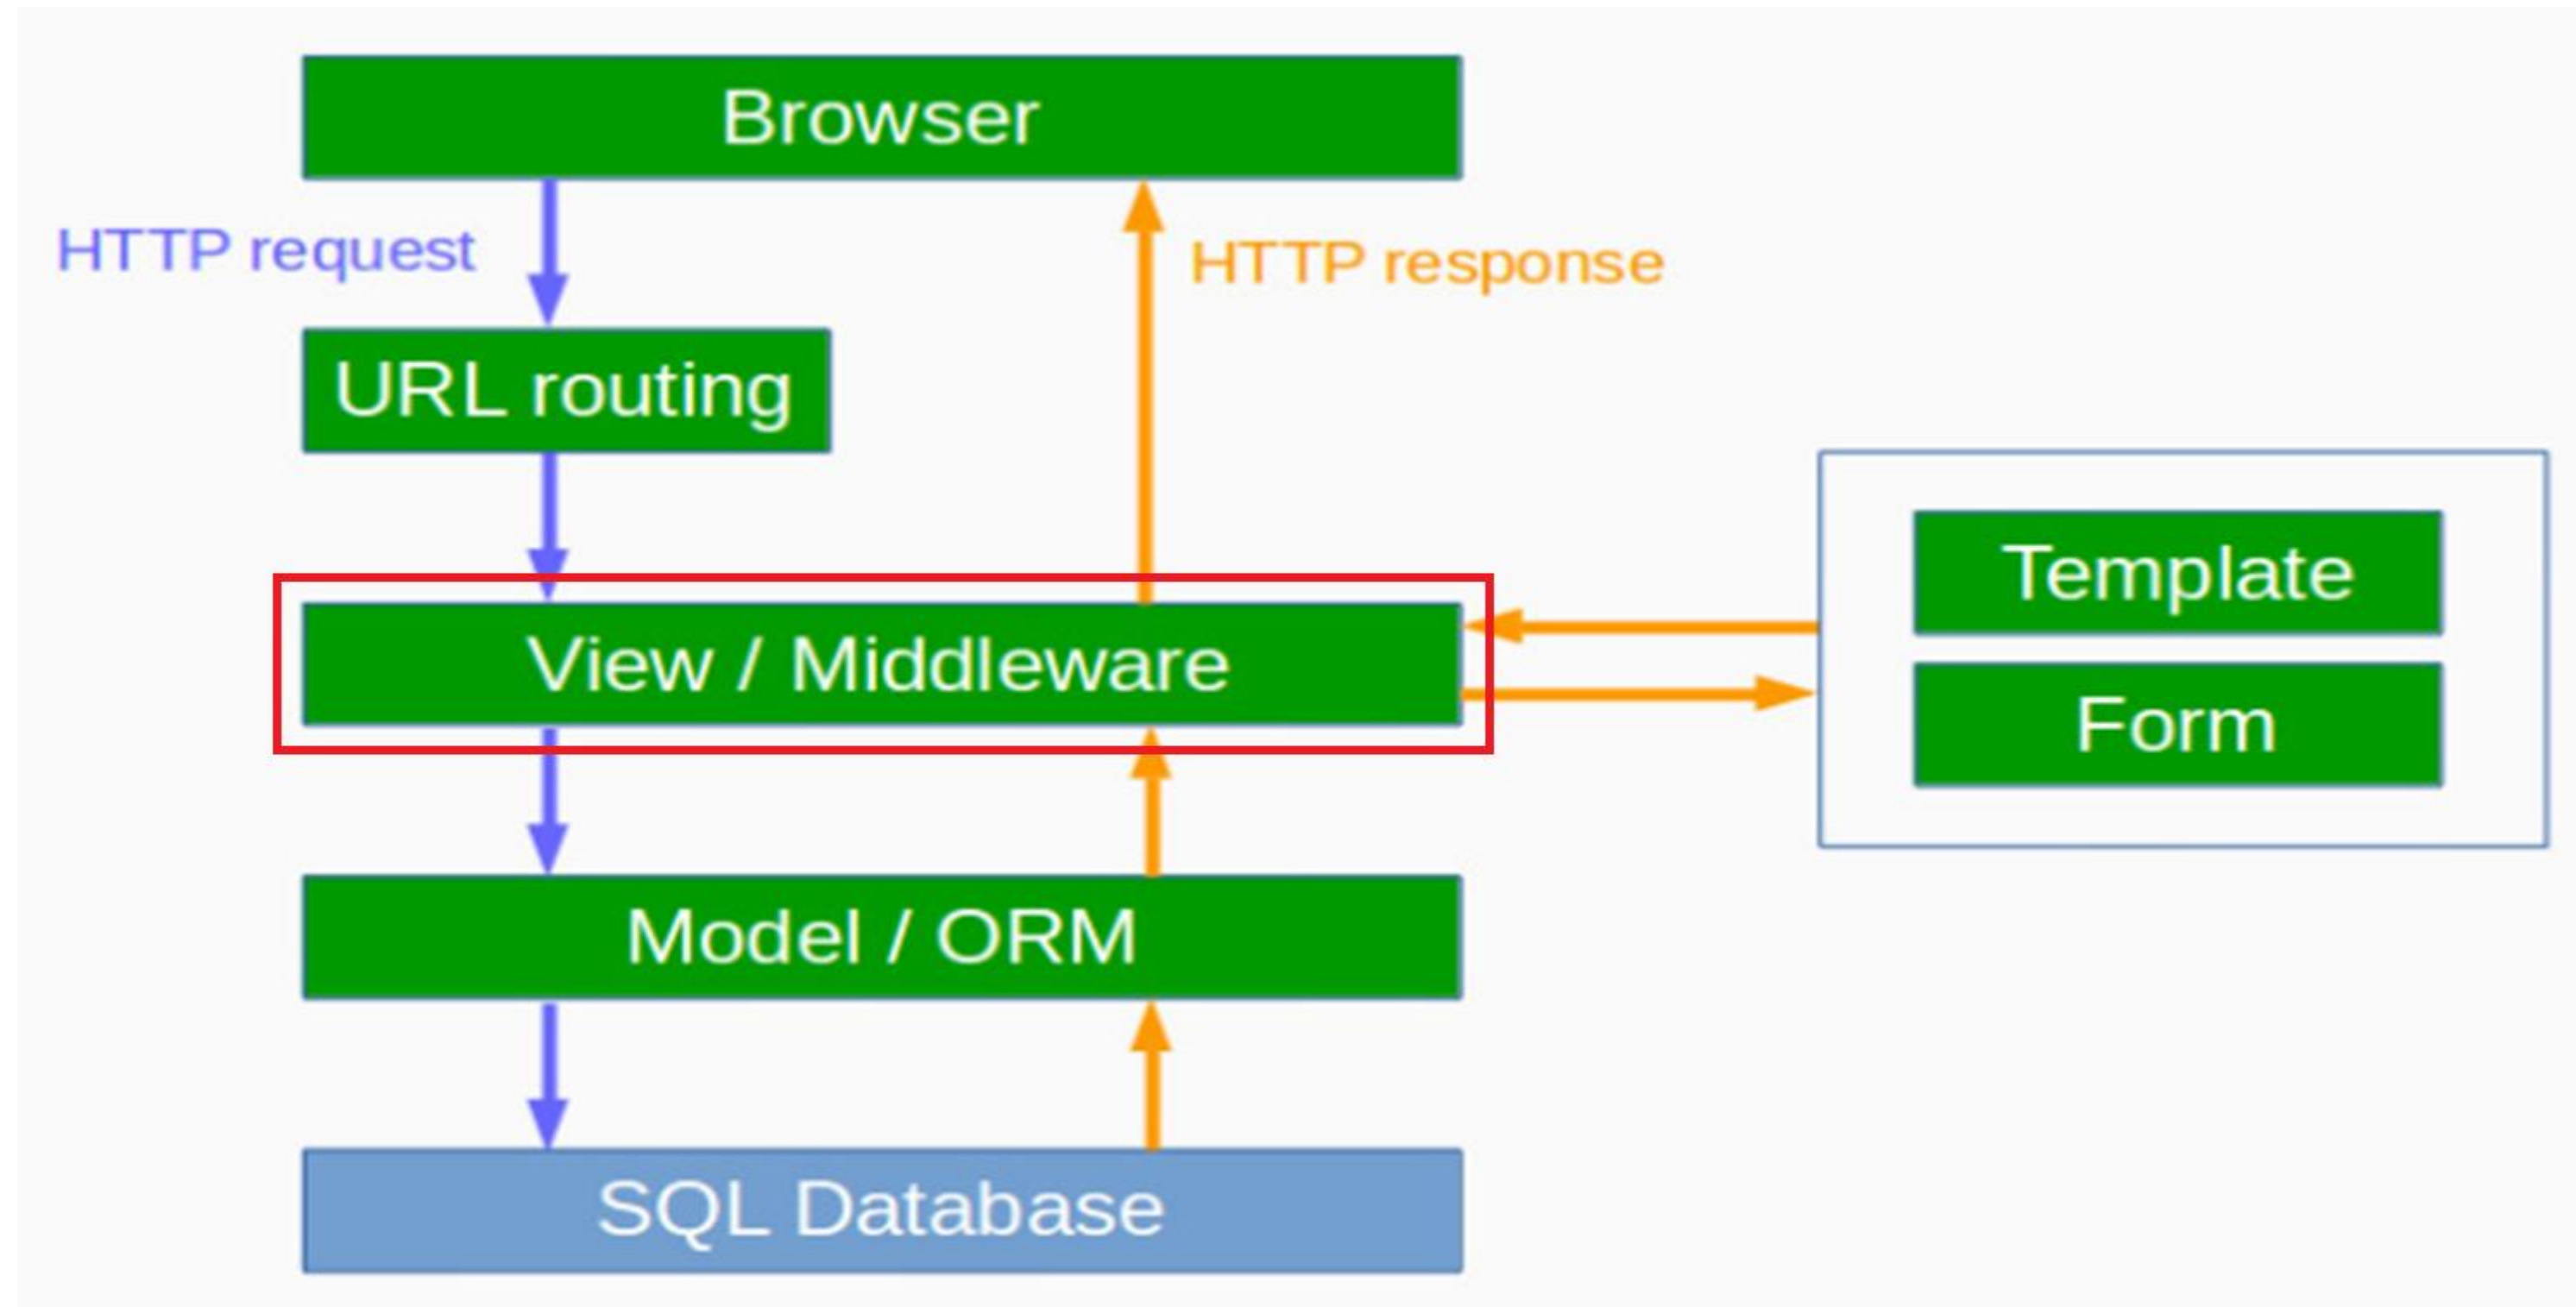 Browser
HTTP request
HTTP response
URL routing
Template
View / Middleware
Form
Model / ORM
SQL Database